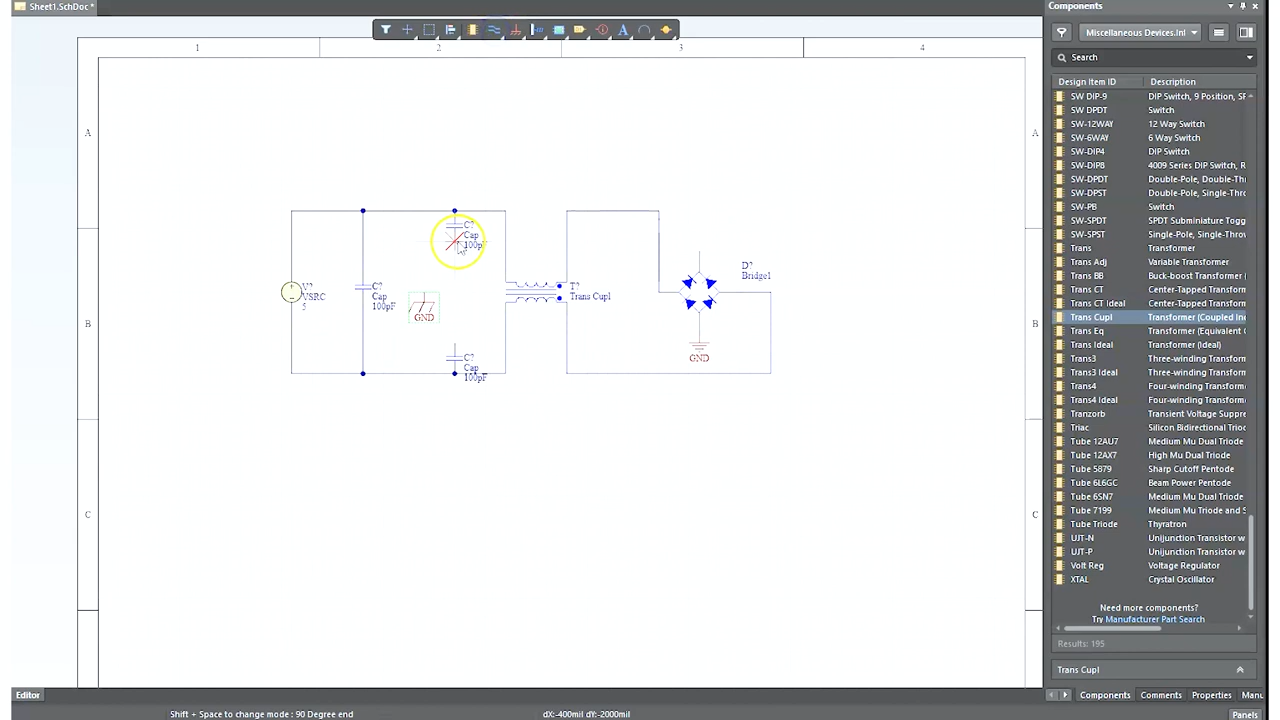 Sheet1.SchDoc *
Components
Miscellaneous Devices.Inl
Search
Design Item ID Description
SW DIP-9 DIP Switch, 9 Position, SF
SW DPDT Switch
SW-12WAY 12 Way Switch
SW-6WAY 6 Way Switch
SW-DIP4 DIP Switch
SW-DIP8 4009 Series DIP Switch, R
SW-DPDT Double-Pole, Double-Thr
SW-DPST Double-Pole, Single-Thro
SW-PB Switch
SW-SPDT SPDT Subminiature Togg
SW-SPST Single-Pole, Single-Throw
Trans Transformer
Trans Adj Variable Transformer
Trans BB Buck-boost Transformer (
Trans CT Center-Tapped Transform
Trans CT Ideal Center-Tapped Transform
Trans Cupl Transformer (Coupled Ind
Trans Eq Transformer (Equivalent C
Trans Ideal Transformer (Ideal)
Trans3 Three-winding Transform
Trans3 Ideal Three-winding Transform
Trans4 Four-winding Transforme
Trans4 Ideal Four-winding Transforme
Tranzorb Transient Voltage Suppre
Triac Silicon Bidirectional Trioc
Tube 12AU7 Medium Mu Dual Triode
Tube 12AX7 High Mu Dual Triode
Tube 5879 Sharp Cutoff Pentode
Tube 6L6GC Beam Power Pentode
Tube 6SN7 Medium Mu Dual Triode
Tube 7199 Medium Mu Triode and S
Tube Triode Thyratron
UJT-N Unijunction Transistor w
UJT-P Unijunction Transistor w
Volt Reg Voltage Regulator
XTAL Crystal Oscillator
Need more components?
Try Manufacturer Part Search
Results: 195
Trans Cupl
Components Comments Properties Manu
Panels
1 2 3 4
A A
B B
C C
V?
VSRC
5
C?
Cap
100pF
C?
Cap
100pF
C?
Cap
100pF
GND
T?
Trans Cupl
D?
Bridge1
GND
Editor
Shift + Space to change mode : 90 Degree end dX:-400mil dY:-2000mil